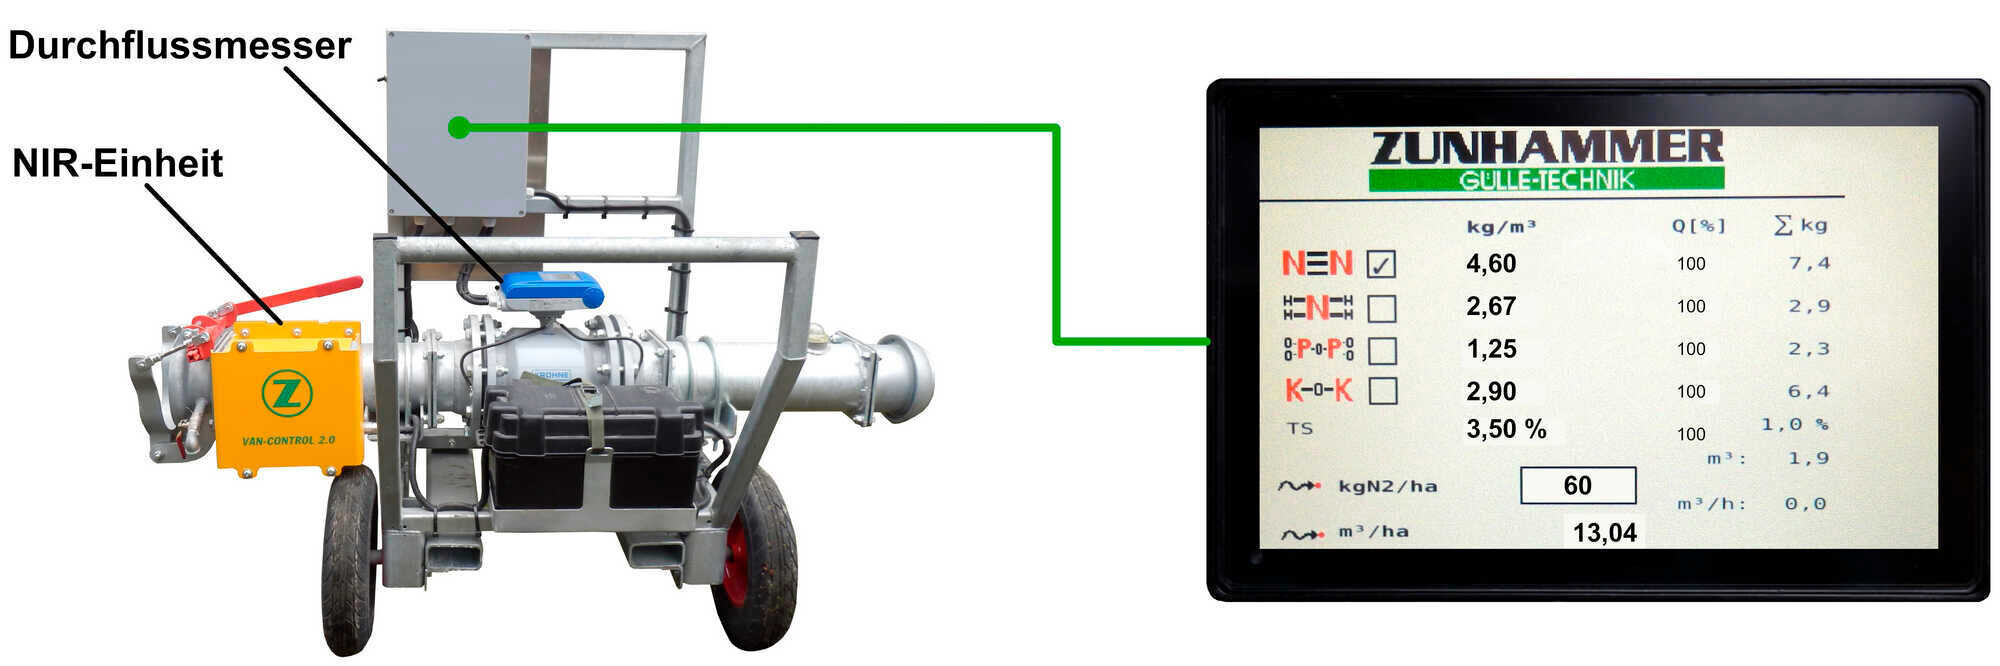 Durchflussmesser
NIR-Einheit
Z
VAN-CONTROL 2.0
KROHNE
ZUNHAMMER
GÜLLE-TECHNIK
kg/m³ Q[%] ∑ kg
N≡N ✓ 4,60 100 7,4
H H N H H 2,67 100 2,9
O O P-O-P O O 1,25 100 2,3
K-O-K 2,90 100 6,4
TS 3,50 % 100 1,0 %
m³: 1,9
kgN2/ha 60
m³/h: 0,0
m³/ha 13,04